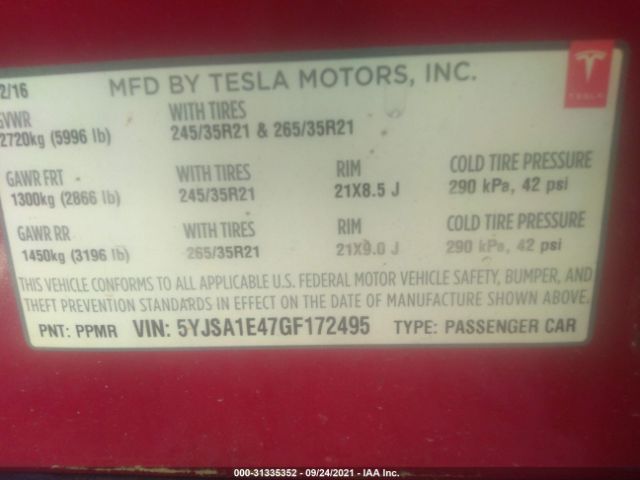 2/16 MFD BY TESLA MOTORS, INC.
TESLA
GVWR WITH TIRES
2720kg (5996 lb) 245/35R21 & 265/35R21
GAWR FRT WITH TIRES RIM COLD TIRE PRESSURE
1300kg (2866 lb) 245/35R21 21X8.5 J 290 kPa, 42 psi
GAWR RR WITH TIRES RIM COLD TIRE PRESSURE
1450kg (3196 lb) 265/35R21 21X9.0 J 290 kPa, 42 psi
THIS VEHICLE CONFORMS TO ALL APPLICABLE U.S. FEDERAL MOTOR VEHICLE SAFETY, BUMPER, AND
THEFT PREVENTION STANDARDS IN EFFECT ON THE DATE OF MANUFACTURE SHOWN ABOVE.
PNT: PPMR VIN: 5YJSA1E47GF172495 TYPE: PASSENGER CAR
000-31335352 - 09/24/2021 - IAA Inc.